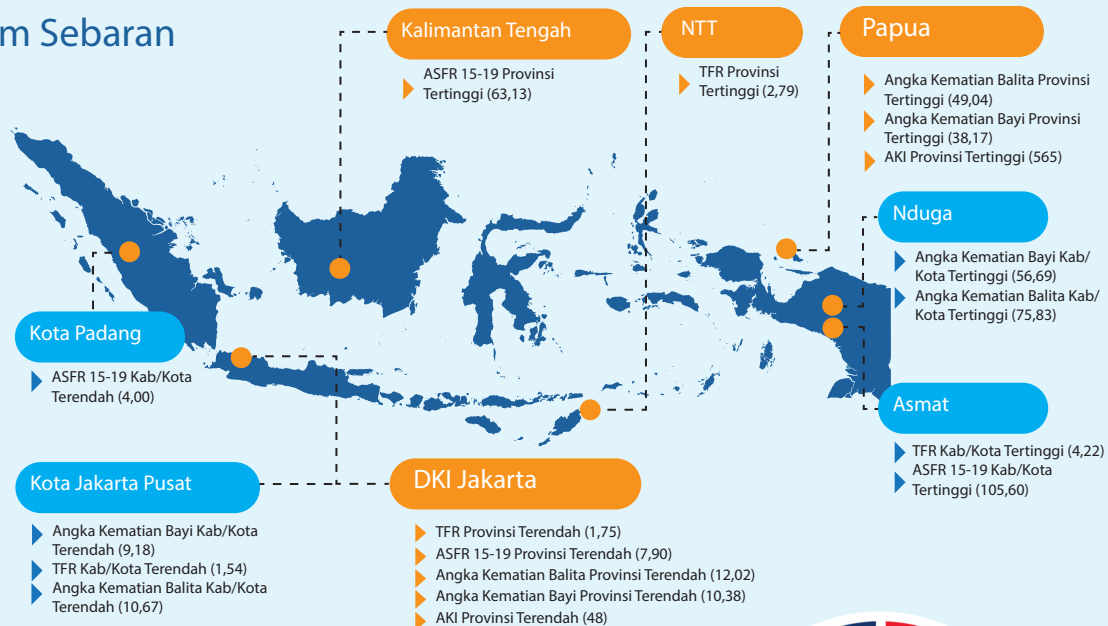 m Sebaran
Kalimantan Tengah
ASFR 15-19 Provinsi
Tertinggi (63,13)
NTT
TFR Provinsi
Tertinggi (2,79)
Papua
Angka Kematian Balita Provinsi
Tertinggi (49,04)
Angka Kematian Bayi Provinsi
Tertinggi (38,17)
AKI Provinsi Tertinggi (565)
Nduga
Angka Kematian Bayi Kab/
Kota Tertinggi (56,69)
Angka Kematian Balita Kab/
Kota Tertinggi (75,83)
Kota Padang
ASFR 15-19 Kab/Kota
Terendah (4,00)
Asmat
TFR Kab/Kota Tertinggi (4,22)
ASFR 15-19 Kab/Kota
Tertinggi (105,60)
Kota Jakarta Pusat
Angka Kematian Bayi Kab/Kota
Terendah (9,18)
TFR Kab/Kota Terendah (1,54)
Angka Kematian Balita Kab/Kota
Terendah (10,67)
DKI Jakarta
TFR Provinsi Terendah (1,75)
ASFR 15-19 Provinsi Terendah (7,90)
Angka Kematian Balita Provinsi Terendah (12,02)
Angka Kematian Bayi Provinsi Terendah (10,38)
AKI Provinsi Terendah (48)